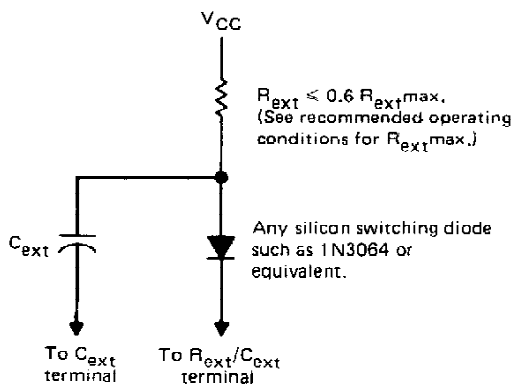 VCC
Rext ≤ 0.6 Rextmax.
(See recommended operating
conditions for Rextmax.)
Cext
Any silicon switching diode
such as 1N3064 or
equivalent.
To Cext
terminal
To Rext/Cext
terminal